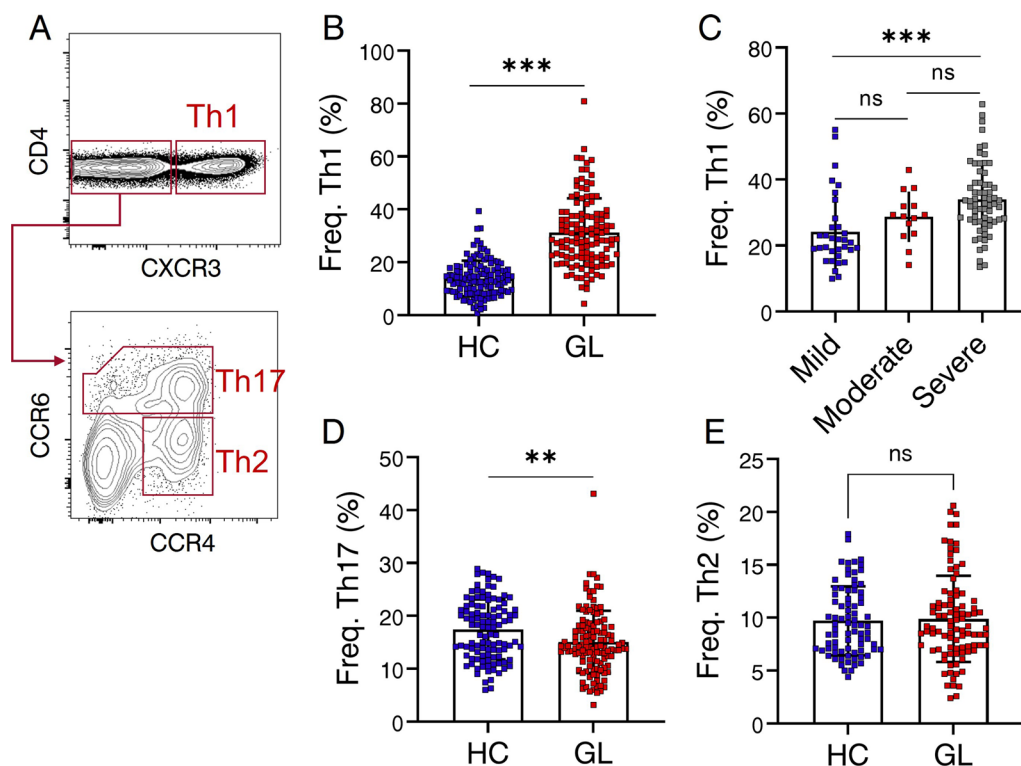 A
CD4
Th1
CXCR3
CCR6
Th17
Th2
CCR4
B
Freq. Th1 (%)
100
80
60
40
20
0
***
HC
GL
C
Freq. Th1 (%)
80
60
40
20
0
***
ns
ns
Mild
Moderate
Severe
D
Freq. Th17 (%)
50
40
30
20
10
0
**
HC
GL
E
Freq. Th2 (%)
25
20
15
10
5
0
ns
HC
GL